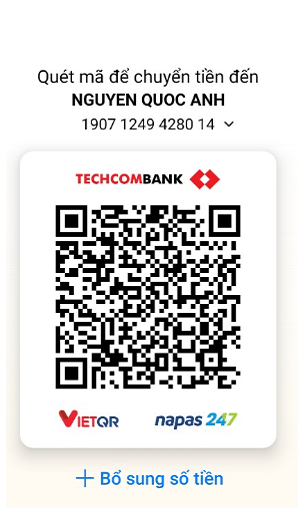 Quét mã để chuyển tiền đến
NGUYEN QUOC ANH
1907 1249 4280 14
TECHCOMBANK
VIETQR
napas 247
Bổ sung số tiền